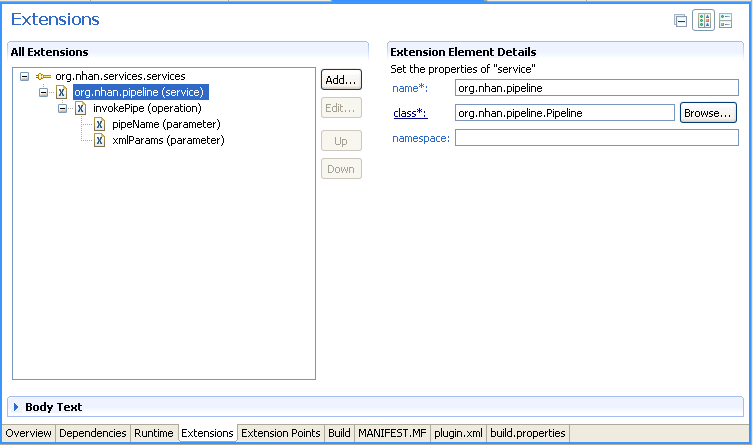 Extensions
All Extensions
org.nhan.services.services
org.nhan.pipeline (service)
invokePipe (operation)
pipeName (parameter)
xmlParams (parameter)
Add...
Edit...
Up
Down
Extension Element Details
Set the properties of "service"
name*: org.nhan.pipeline
class*: org.nhan.pipeline.Pipeline Browse...
namespace:
Body Text
Overview Dependencies Runtime Extensions Extension Points Build MANIFEST.MF plugin.xml build.properties